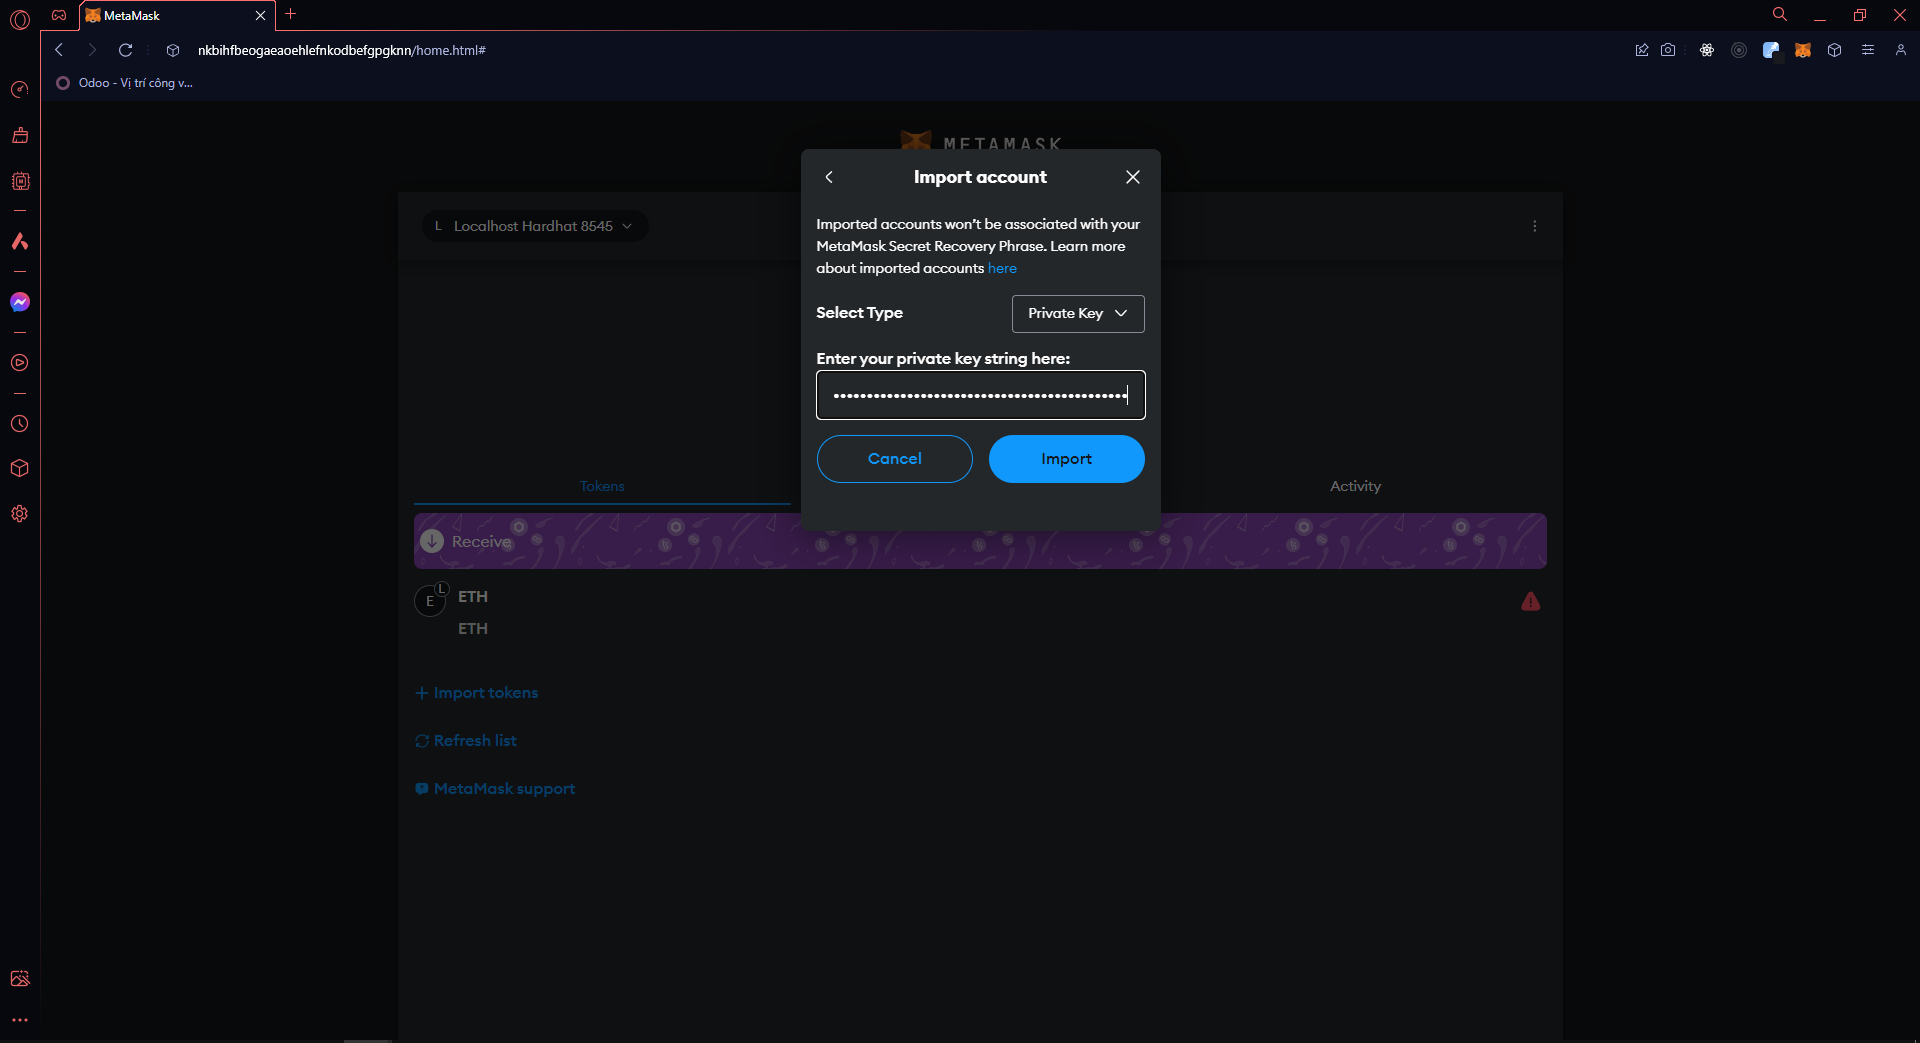 MetaMask
nkbihfbeogaeaoehlefnkodbefgpgknn/home.html#
Odoo - Vị trí công v...
METAMASK
Import account
L Localhost Hardhat 8545
Imported accounts won't be associated with your
MetaMask Secret Recovery Phrase. Learn more
about imported accounts here
Select Type
Private Key
Enter your private key string here:
Cancel
Import
Tokens
Activity
Receive
L
E
ETH
ETH
Import tokens
Refresh list
MetaMask support